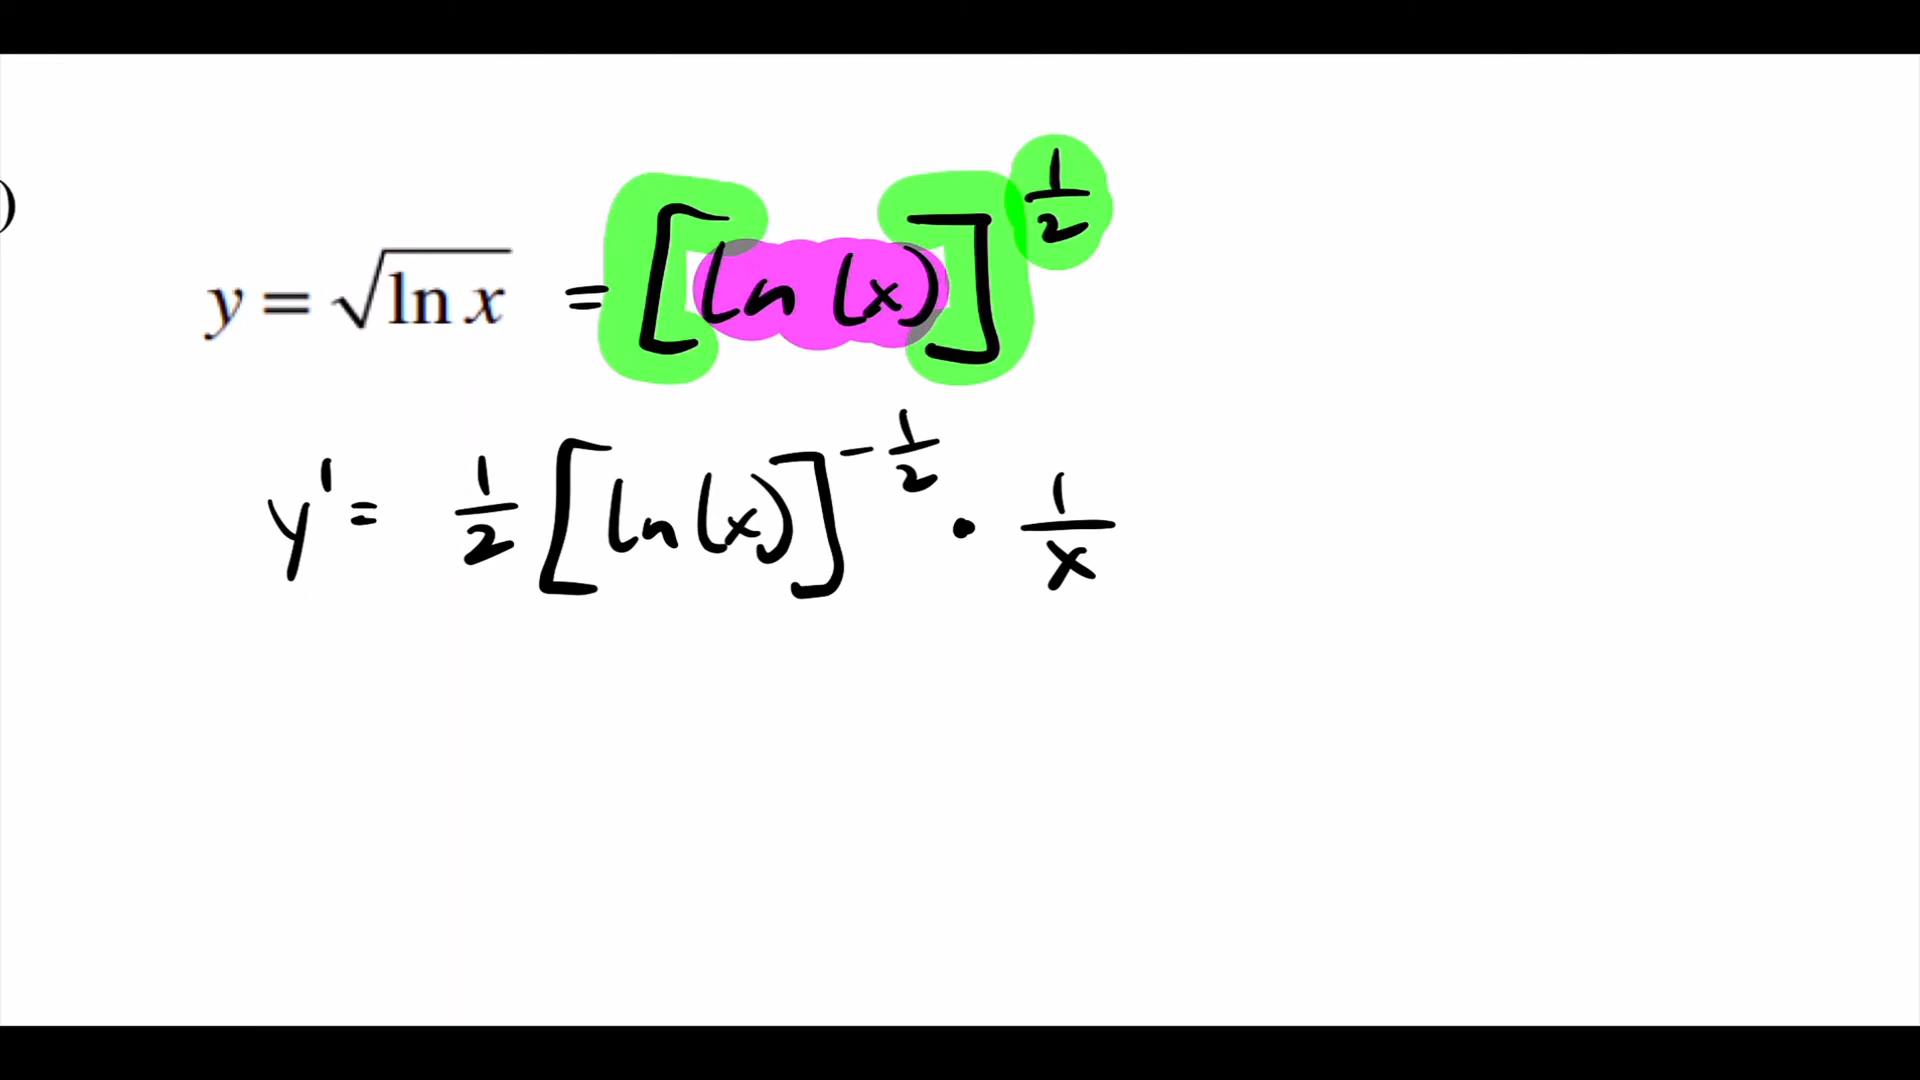 )
y = √ln x = [ln (x)]^{1/2}
y' = 1/2 [ln (x)]^{-1/2} • 1/x